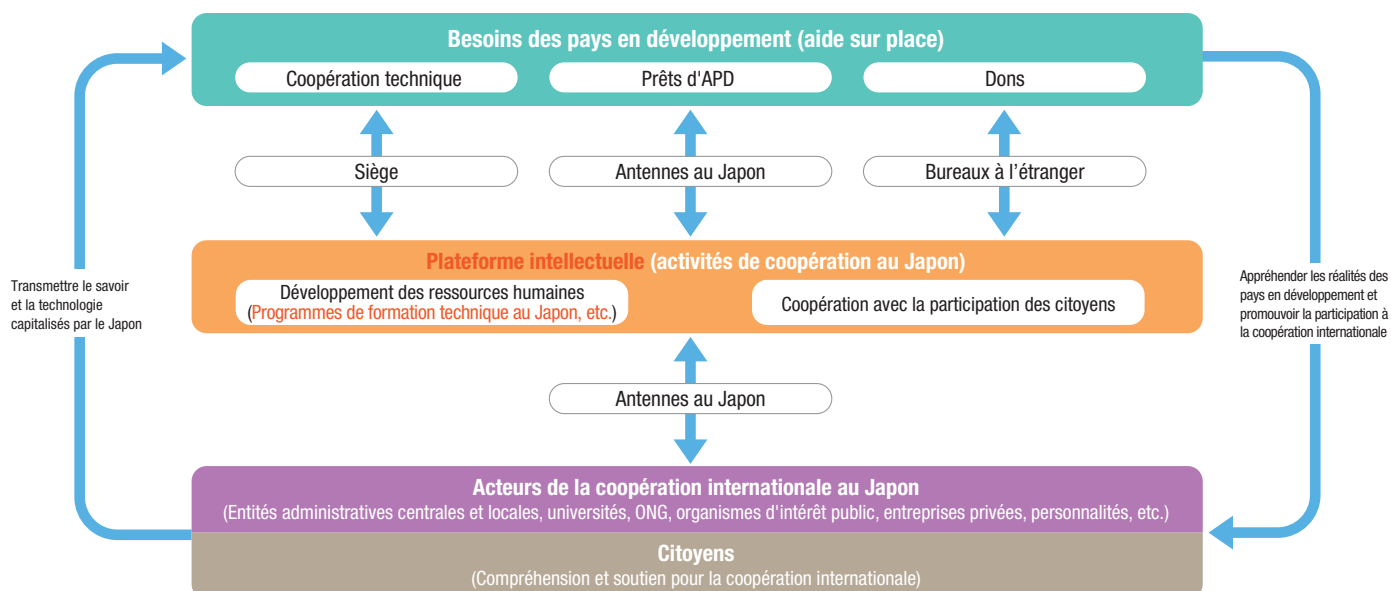 Besoins des pays en développement (aide sur place)
Coopération technique
Prêts d'APD
Dons
Siège
Antennes au Japon
Bureaux à l’étranger
Plateforme intellectuelle (activités de coopération au Japon)
Développement des ressources humaines
(Programmes de formation technique au Japon, etc.)
Coopération avec la participation des citoyens
Transmettre le savoir
et la technologie
capitalisés par le Japon
Appréhender les réalités des
pays en développement et
promouvoir la participation à
la coopération internationale
Antennes au Japon
Acteurs de la coopération internationale au Japon
(Entités administratives centrales et locales, universités, ONG, organismes d'intérêt public, entreprises privées, personnalités, etc.)
Citoyens
(Compréhension et soutien pour la coopération internationale)